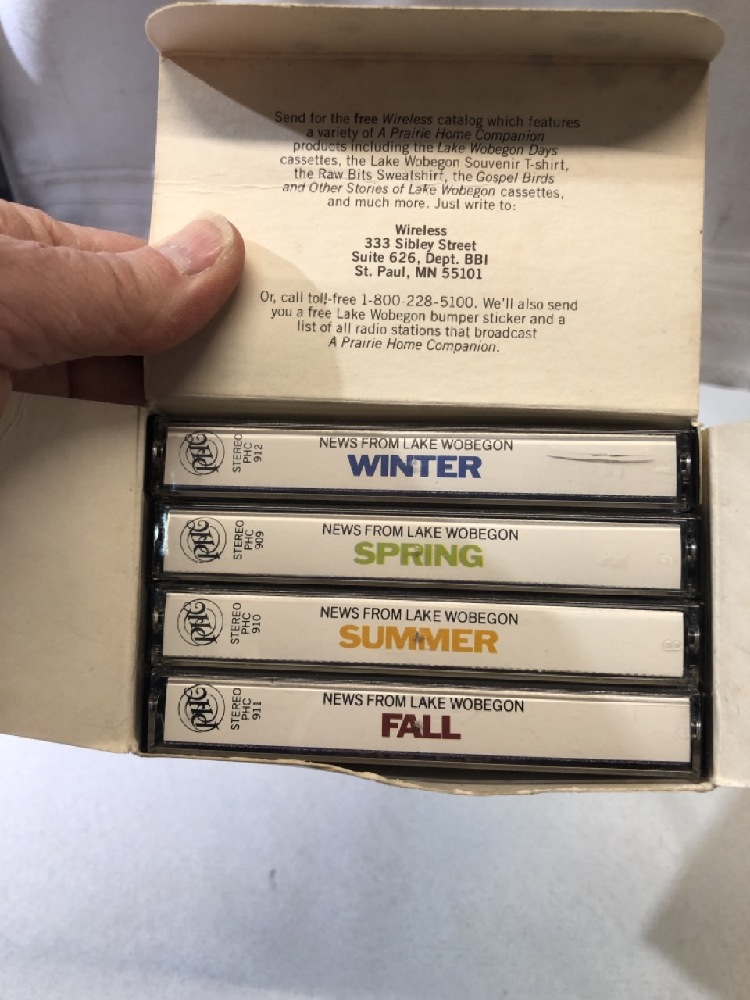 Send for the free Wireless catalog which features
a variety of A Prairie Home Companion
products including the Lake Wobegon Days
cassettes, the Lake Wobegon Souvenir T-shirt,
the Raw Bits Sweatshirt, the Gospel Birds
and Other Stories of Lake Wobegon cassettes,
and much more. Just write to:
Wireless
333 Sibley Street
Suite 626, Dept. BBI
St. Paul, MN 55101
Or, call toll-free 1-800-228-5100. We'll also send
you a free Lake Wobegon bumper sticker and a
list of all radio stations that broadcast
A Prairie Home Companion.
PHC
STEREO
PHC
912
NEWS FROM LAKE WOBEGON
WINTER
PHC
STEREO
PHC
909
NEWS FROM LAKE WOBEGON
SPRING
PHC
STEREO
PHC
910
NEWS FROM LAKE WOBEGON
SUMMER
PHC
STEREO
PHC
911
NEWS FROM LAKE WOBEGON
FALL